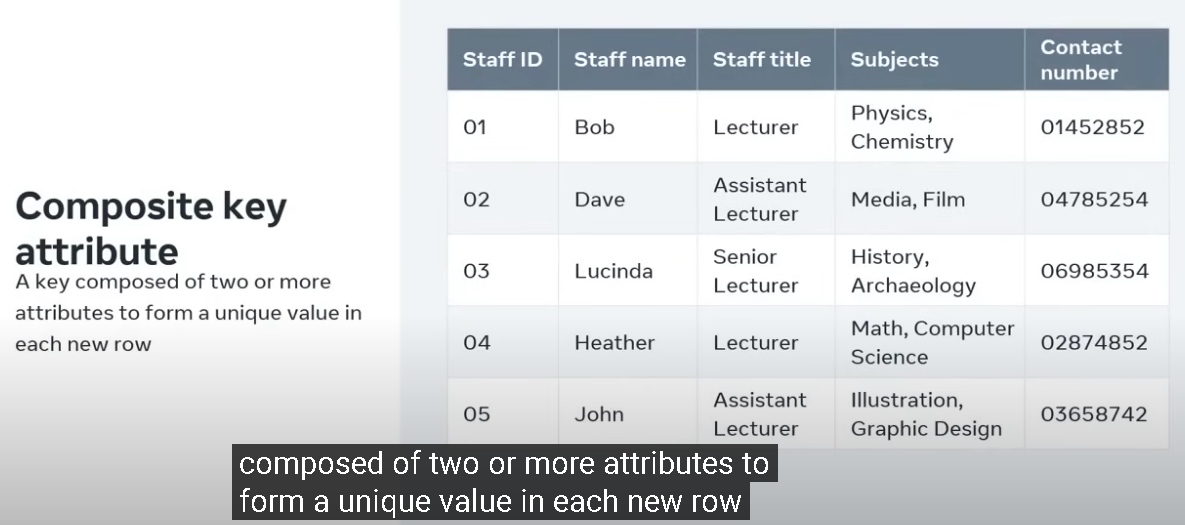 Composite key
attribute
A key composed of two or more
attributes to form a unique value in
each new row
Staff ID Staff name Staff title Subjects Contact number
01 Bob Lecturer Physics, Chemistry 01452852
02 Dave Assistant Lecturer Media, Film 04785254
03 Lucinda Senior Lecturer History, Archaeology 06985354
04 Heather Lecturer Math, Computer Science 02874852
05 John Assistant Lecturer Illustration, Graphic Design 03658742
composed of two or more attributes to
form a unique value in each new row